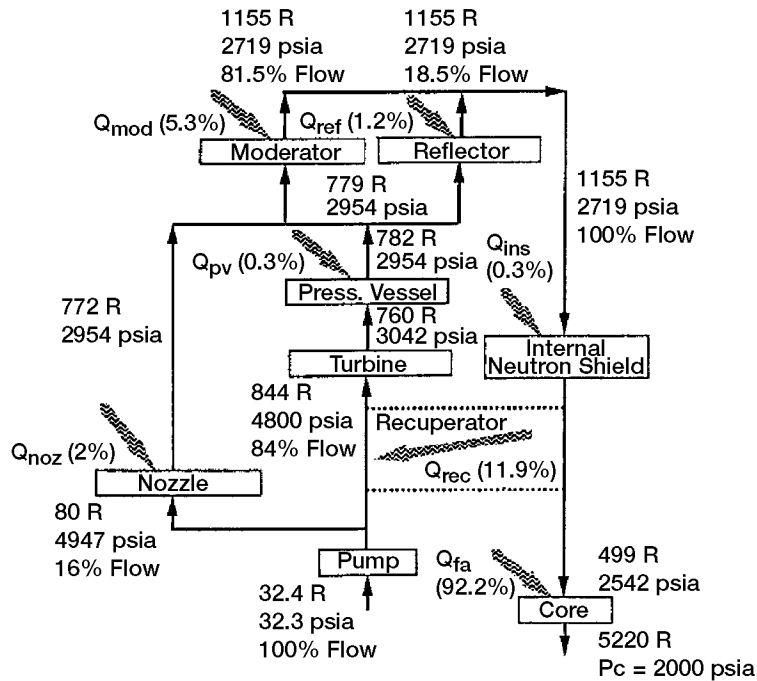 1155 R
2719 psia
81.5% Flow
1155 R
2719 psia
18.5% Flow
Qmod (5.3%)
Qref (1.2%)
Moderator
Reflector
779 R
2954 psia
1155 R
2719 psia
100% Flow
782 R
2954 psia
Qpv (0.3%)
Qins
(0.3%)
Press. Vessel
772 R
2954 psia
760 R
3042 psia
Internal
Neutron Shield
Turbine
844 R
4800 psia
84% Flow
Recuperator
Qrec (11.9%)
Qnoz (2%)
Nozzle
80 R
4947 psia
16% Flow
Pump
Qfa
(92.2%)
499 R
2542 psia
32.4 R
32.3 psia
100% Flow
Core
5220 R
Pc = 2000 psia